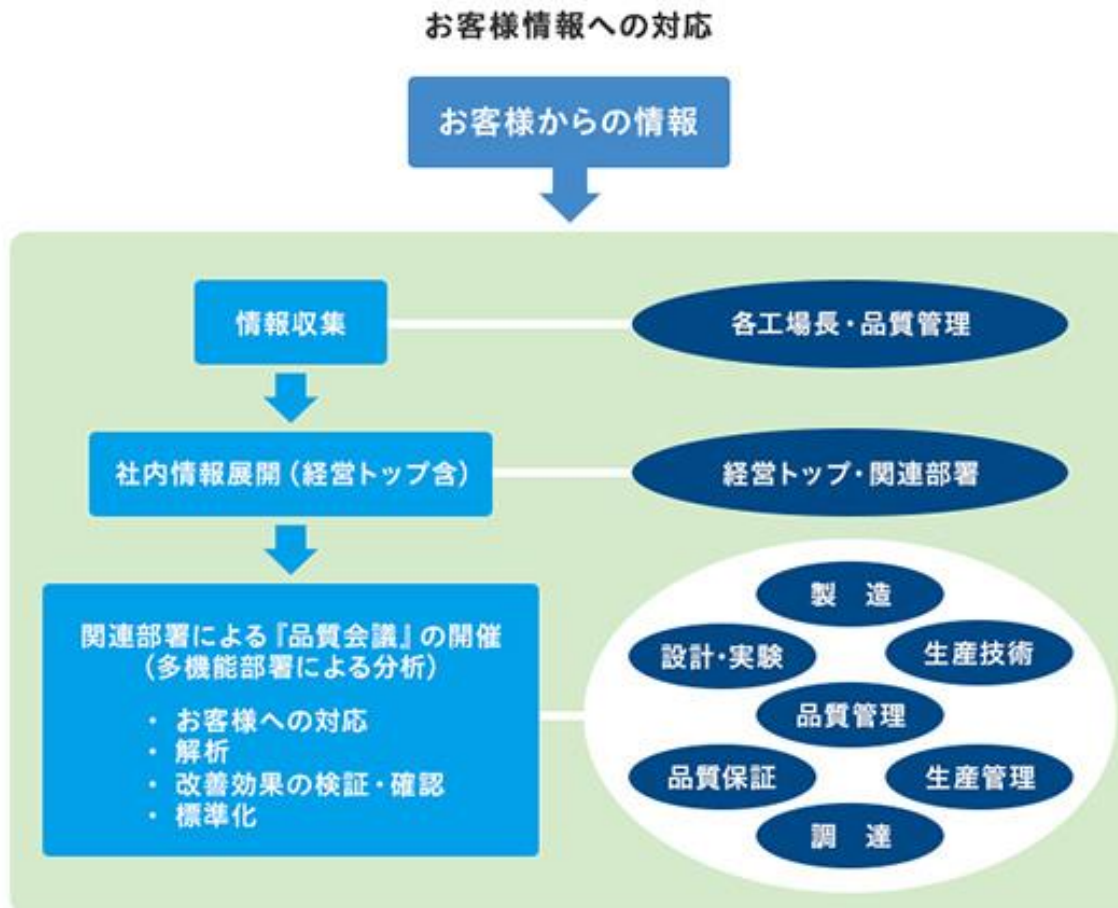 お客様情報への対応
お客様からの情報
情報収集
各工場長・品質管理
社内情報展開（経営トップ含）
経営トップ・関連部署
関連部署による『品質会議』の開催
（多機能部署による分析）
・ お客様への対応
・ 解析
・ 改善効果の検証・確認
・ 標準化
製　造
設計・実験
生産技術
品質管理
品質保証
生産管理
調　達